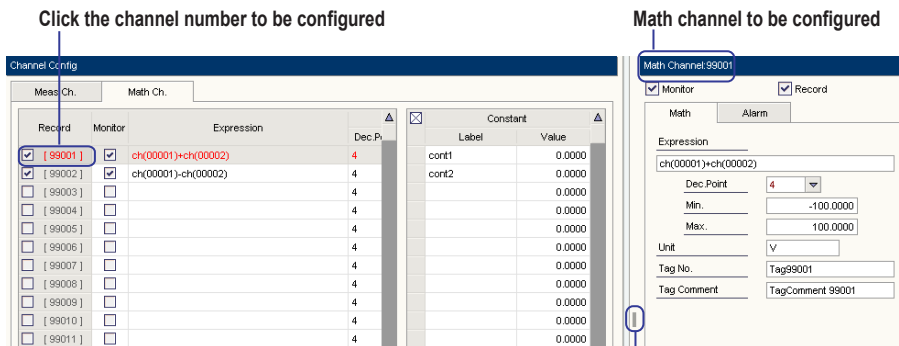 Click the channel number to be configured
Math channel to be configured
Channel Config
Meas Ch. Math Ch.
Record Monitor Expression
[ 99001 ] ch(00001)+ch(00002) 4
[ 99002 ] ch(00001)-ch(00002) 4
[ 99003 ] 4
[ 99004 ] 4
[ 99005 ] 4
[ 99006 ] 4
[ 99007 ] 4
[ 99008 ] 4
[ 99009 ] 4
[ 99010 ] 4
[ 99011 ] 4
Constant
Label Value
cont1 0.0000
cont2 0.0000
0.0000
0.0000
0.0000
0.0000
0.0000
0.0000
0.0000
0.0000
0.0000
Math Channel:99001
Monitor Record
Math Alarm
Expression
ch(00001)+ch(00002)
Dec.Point 4
Min. -100.0000
Max. 100.0000
Unit V
Tag No. Tag99001
Tag Comment TagComment 99001